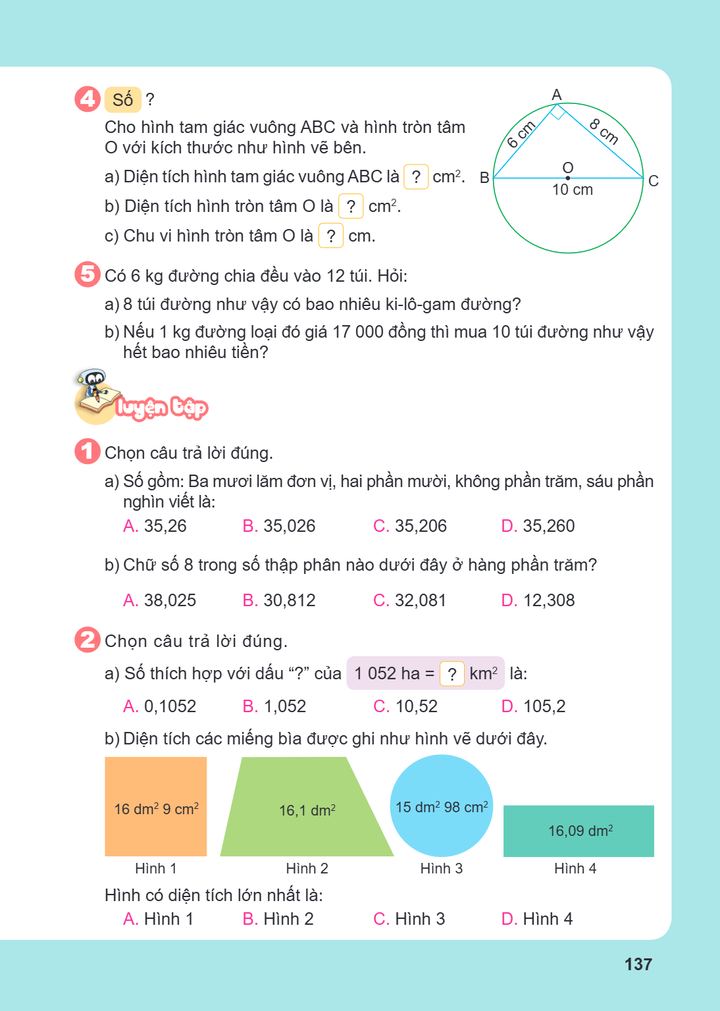 4 Số ?
Cho hình tam giác vuông ABC và hình tròn tâm
O với kích thước như hình vẽ bên.
a) Diện tích hình tam giác vuông ABC là ? cm².
b) Diện tích hình tròn tâm O là ? cm².
c) Chu vi hình tròn tâm O là ? cm.
A
6 cm
8 cm
B
O
C
10 cm
5 Có 6 kg đường chia đều vào 12 túi. Hỏi:
a) 8 túi đường như vậy có bao nhiêu ki-lô-gam đường?
b) Nếu 1 kg đường loại đó giá 17 000 đồng thì mua 10 túi đường như vậy
hết bao nhiêu tiền?
luyện tập
1 Chọn câu trả lời đúng.
a) Số gồm: Ba mươi lăm đơn vị, hai phần mười, không phần trăm, sáu phần
nghìn viết là:
A. 35,26 B. 35,026 C. 35,206 D. 35,260
b) Chữ số 8 trong số thập phân nào dưới đây ở hàng phần trăm?
A. 38,025 B. 30,812 C. 32,081 D. 12,308
2 Chọn câu trả lời đúng.
a) Số thích hợp với dấu “?” của 1 052 ha = ? km² là:
A. 0,1052 B. 1,052 C. 10,52 D. 105,2
b) Diện tích các miếng bìa được ghi như hình vẽ dưới đây.
16 dm² 9 cm² 16,1 dm² 15 dm² 98 cm² 16,09 dm²
Hình 1 Hình 2 Hình 3 Hình 4
Hình có diện tích lớn nhất là:
A. Hình 1 B. Hình 2 C. Hình 3 D. Hình 4
137